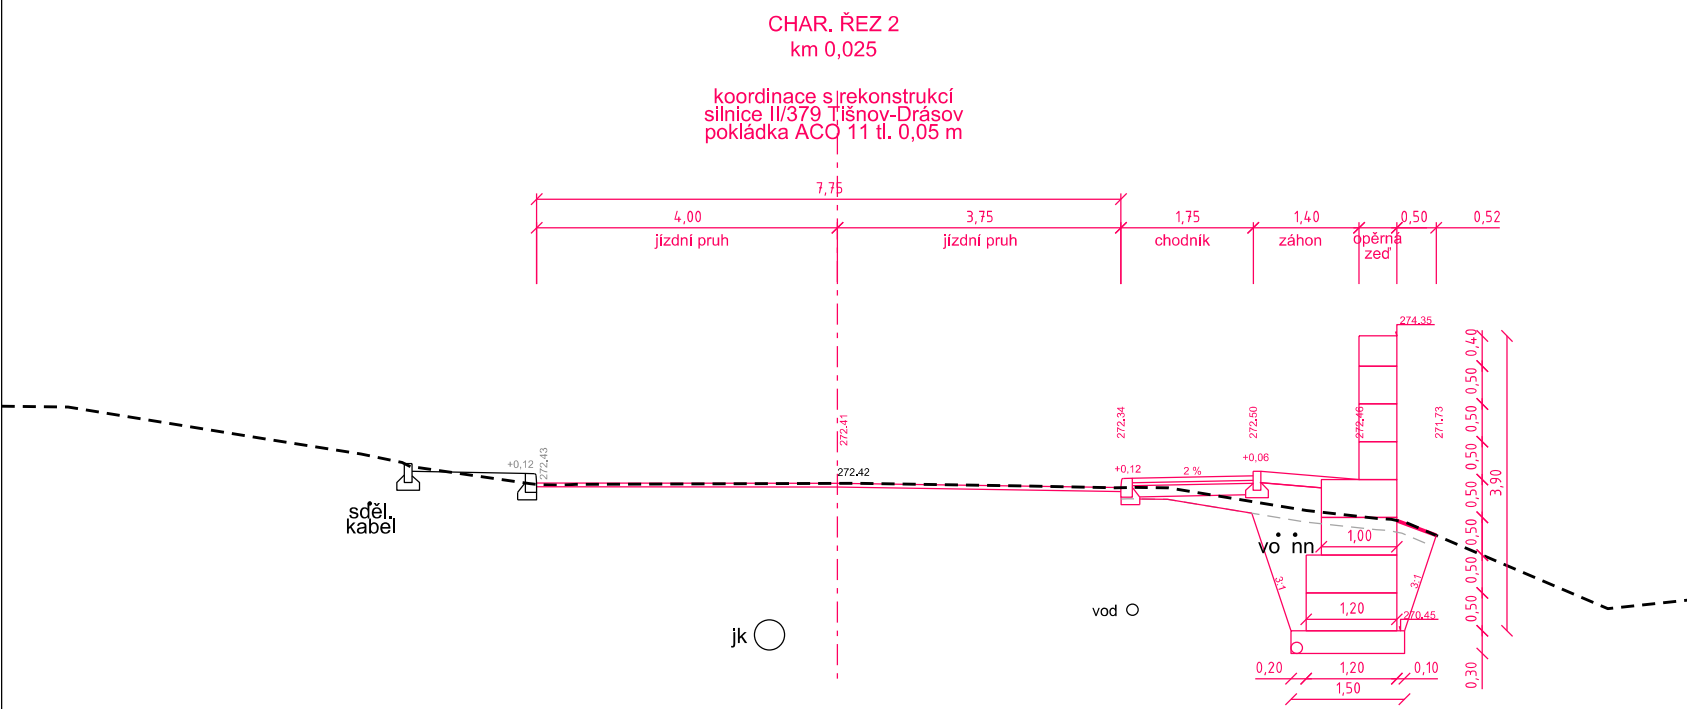 CHAR. ŘEZ 2
km 0,025
koordinace s rekonstrukcí
silnice II/379 Tišnov-Drásov
pokládka ACO 11 tl. 0,05 m
7,75
4,00
3,75
1,75
1,40
0,50
0,52
jízdní pruh
jízdní pruh
chodník
záhon
opěrná
zeď
274.35
0,40
0,50
0,50
0,50
0,50
0,50
0,50
0,50
3,90
0,30
272.43
272.41
272.34
272.50
272.46
271.73
+0,12
272.42
+0,12
2 %
+0,06
sděl.
kabel
vo
nn
1,00
3:1
3:1
1,20
270.45
vod
jk
0,20
1,20
0,10
1,50